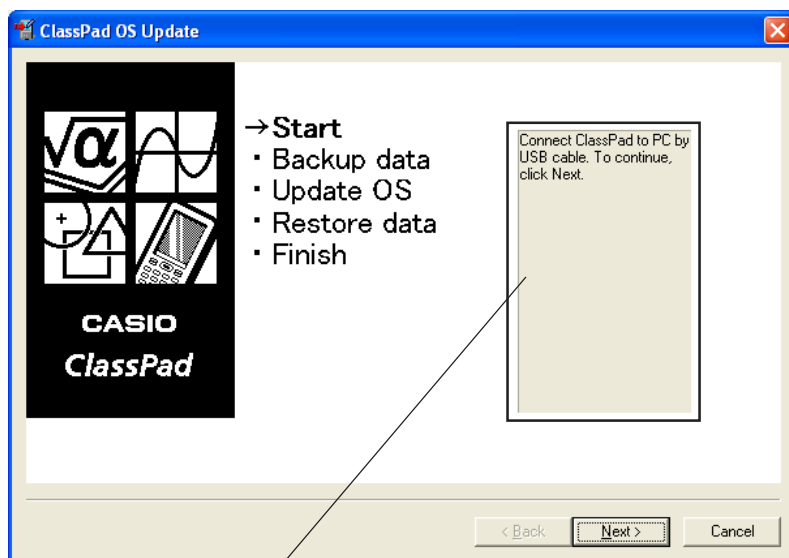 ClassPad OS Update
→Start
・Backup data
・Update OS
・Restore data
・Finish
Connect ClassPad to PC by
USB cable. To continue,
click Next.
√α
+
CASIO
ClassPad
< Back
Next >
Cancel